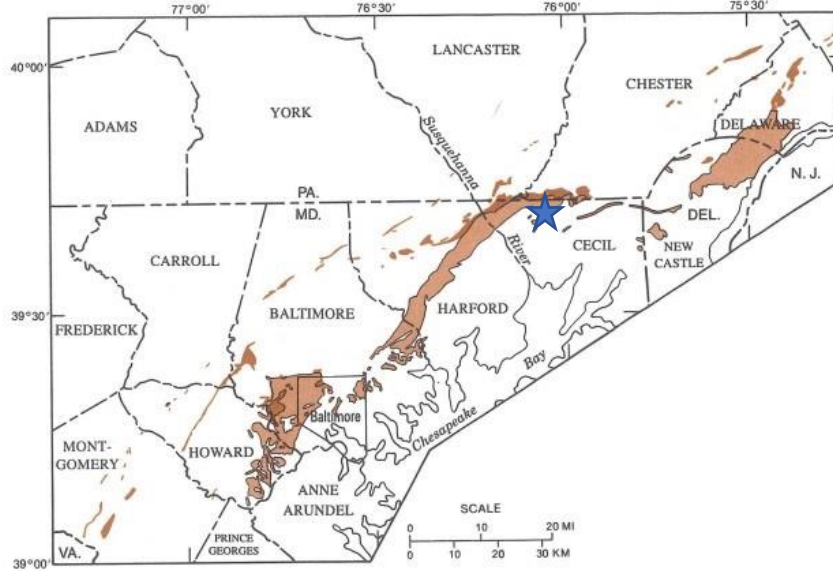 77°00'
76°30'
76°00'
75°30'
40°00'
LANCASTER
CHESTER
YORK
ADAMS
DELAWARE
Susquehanna
N. J.
PA.
MD.
DEL.
River
CECIL
NEW
CASTLE
CARROLL
39°30'
BALTIMORE
HARFORD
FREDERICK
Bay
Baltimore
Chesapeake
HOWARD
MONT-
GOMERY
ANNE
ARUNDEL
SCALE
0 10 20 MI
0 10 20 30 KM
PRINCE
GEORGES
VA.
39°00'